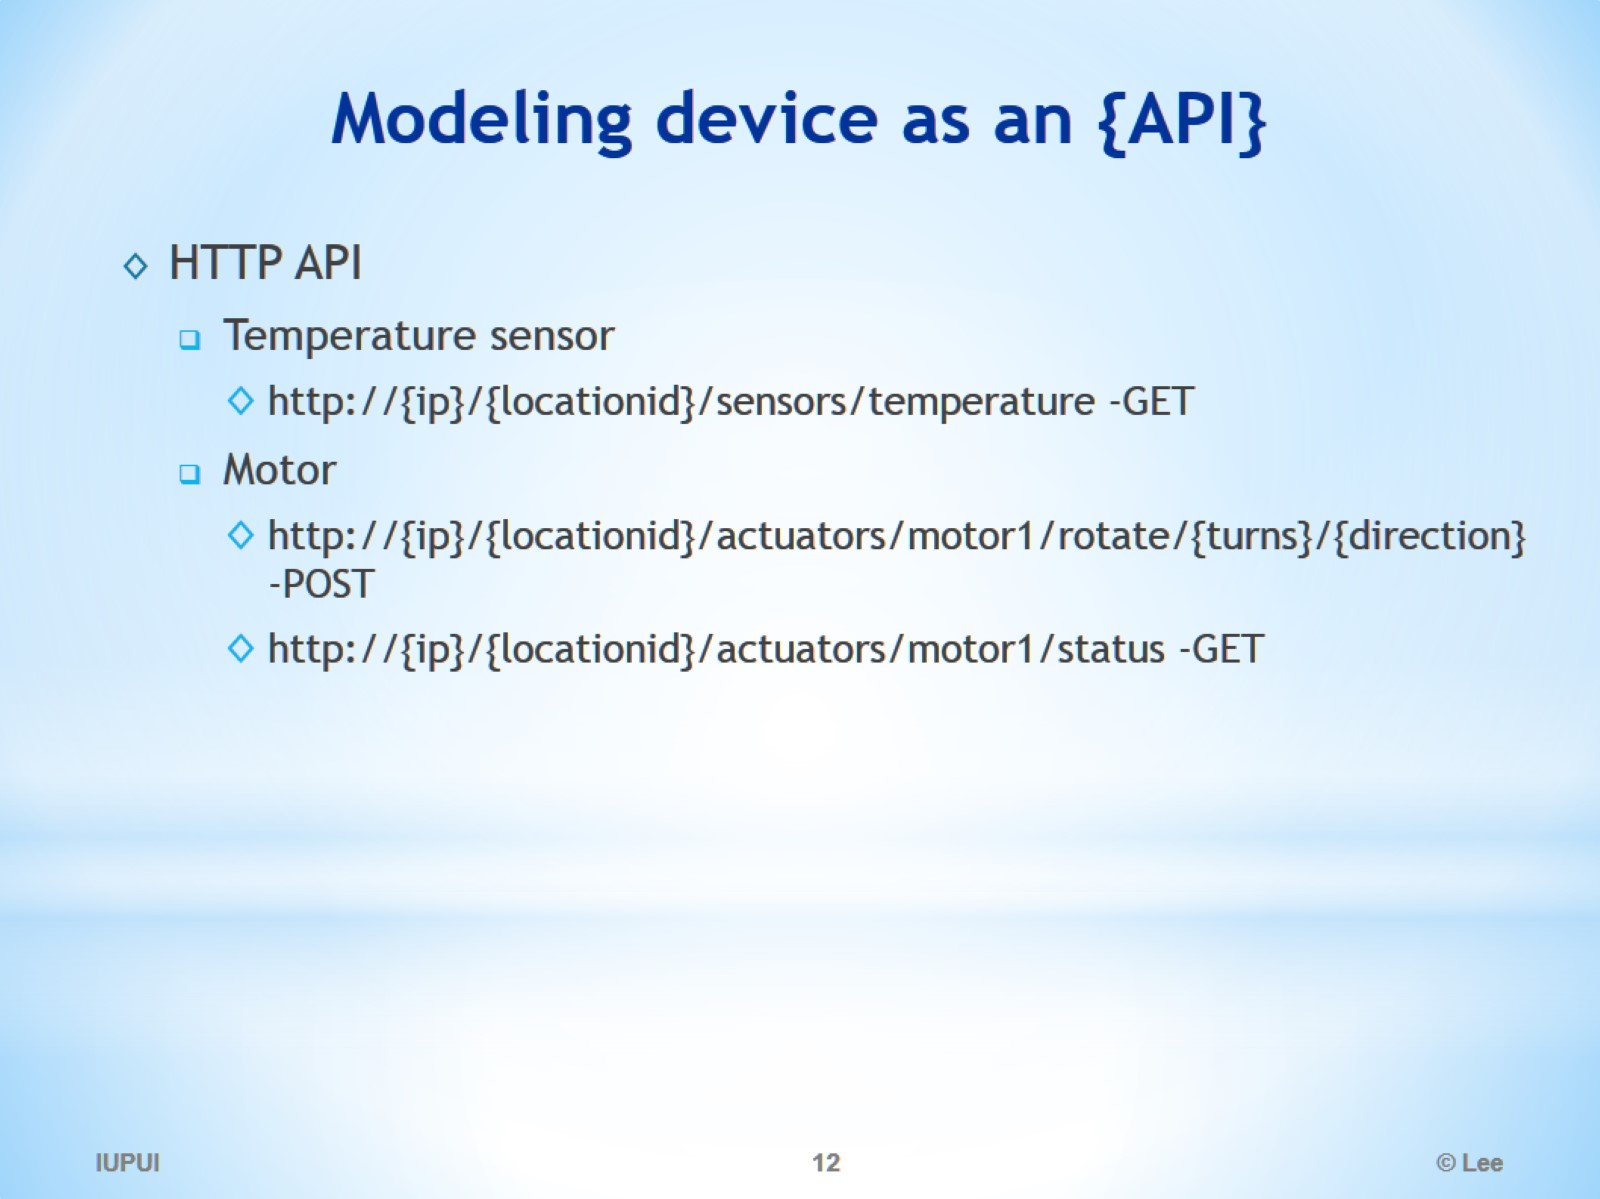 Modeling device as an {API}
HTTP API
Temperature sensor
http://{ip}/{locationid}/sensors/temperature -GET
Motor
http://{ip}/{locationid}/actuators/motor1/rotate/{turns}/{direction}
-POST
http://{ip}/{locationid}/actuators/motor1/status -GET
IUPUI
12
© Lee